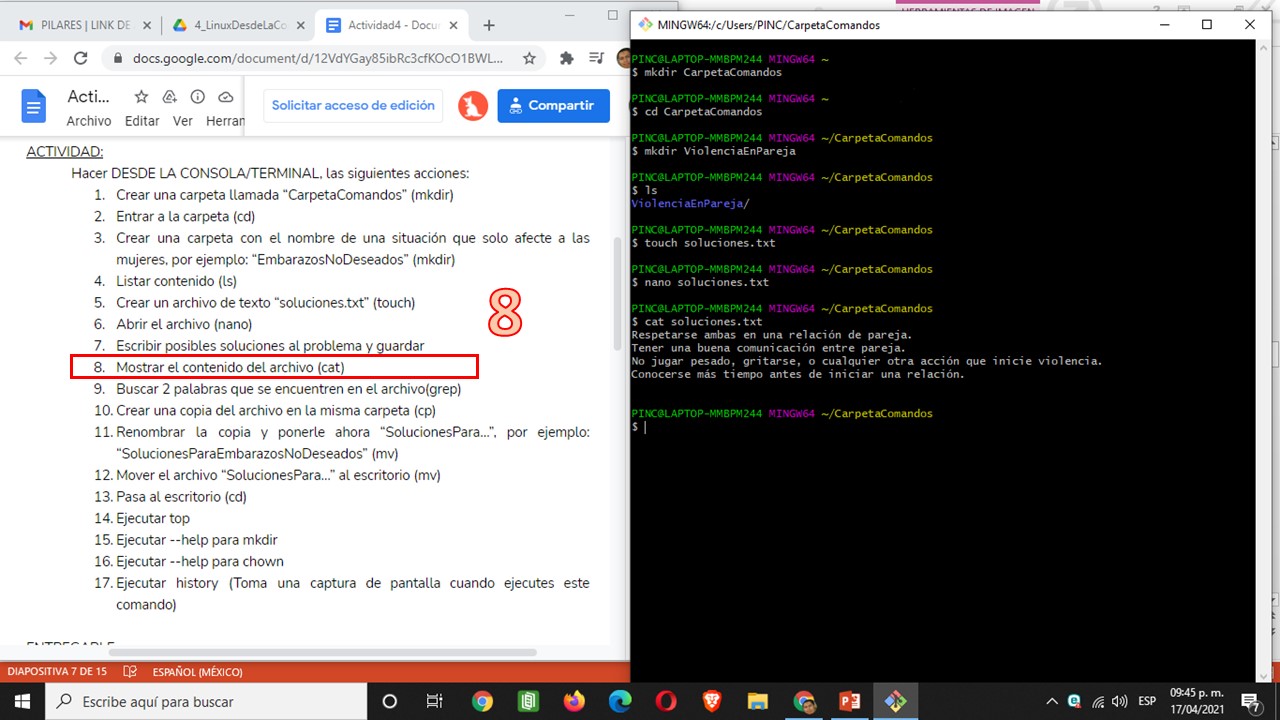 PILARES | LINK DE
4
Actividad4 - Docu
HERRAMIENTAS DE IMAGEN
docs.google.com/document/d/12VdYGay85ibRc3cfKOcO1BWL...
Acti...
Solicitar acceso de edición
Compartir
Archivo Editar Ver Herran
ACTIVIDAD:
Hacer DESDE LA CONSOLA/TERMINAL, las siguientes acciones:
1. Crear una carpeta llamada “CarpetaComandos” (mkdir)
2. Entrar a la carpeta (cd)
3. Crear una carpeta con el nombre de una situación que solo afecte a las
mujeres, por ejemplo: “EmbarazosNoDeseados” (mkdir)
4. Listar contenido (ls)
5. Crear un archivo de texto “soluciones.txt” (touch)
6. Abrir el archivo (nano)
7. Ecribir posibles soluciones al problema y guardar
8. el contenido del archivo (cat)
9. Buscar 2 palabras que se encuentren en el archivo(grep)
10. Crear una copia del archivo en la misma carpeta (cp)
11. Renombrar la copia y ponerle ahora “SolucionesPara...”, por ejemplo:
“SolucionesParaEmbarazosNoDeseados” (mv)
12. Mover el archivo “SolucionesPara...” al escritorio (mv)
13. Pasa al escritorio (cd)
14. Ejecutar top
15. Ejecutar --help para mkdir
16. Ejecutar --help para chown
17. Ejecutar history (Toma una captura de pantalla cuando ejecutes este
comando)
8
MINGW64:/c/Users/PINC/CarpetaComandos
PINC@LAPTOP-MMBPM244 MINGW64 ~
$ mkdir CarpetaComandos
PINC@LAPTOP-MMBPM244 MINGW64 ~
$ cd CarpetaComandos
PINC@LAPTOP-MMBPM244 MINGW64 ~/CarpetaComandos
$ mkdir ViolenciaEnPareja
PINC@LAPTOP-MMBPM244 MINGW64 ~/CarpetaComandos
$ ls
ViolenciaEnPareja/
PINC@LAPTOP-MMBPM244 MINGW64 ~/CarpetaComandos
$ touch soluciones.txt
PINC@LAPTOP-MMBPM244 MINGW64 ~/CarpetaComandos
$ nano soluciones.txt
PINC@LAPTOP-MMBPM244 MINGW64 ~/CarpetaComandos
$ cat soluciones.txt
Respetarse ambas en una relación de pareja.
Tener una buena comunicación entre pareja.
No jugar pesado, gritarse, o cualquier otra acción que inicie violencia.
Conocerse más tiempo antes de iniciar una relación.
PINC@LAPTOP-MMBPM244 MINGW64 ~/CarpetaComandos
$
DIAPOSITIVA 7 DE 15 ESPAÑOL (MÉXICO)
Escribe aquí para buscar
ESP
09:45 p. m.
17/04/2021
7